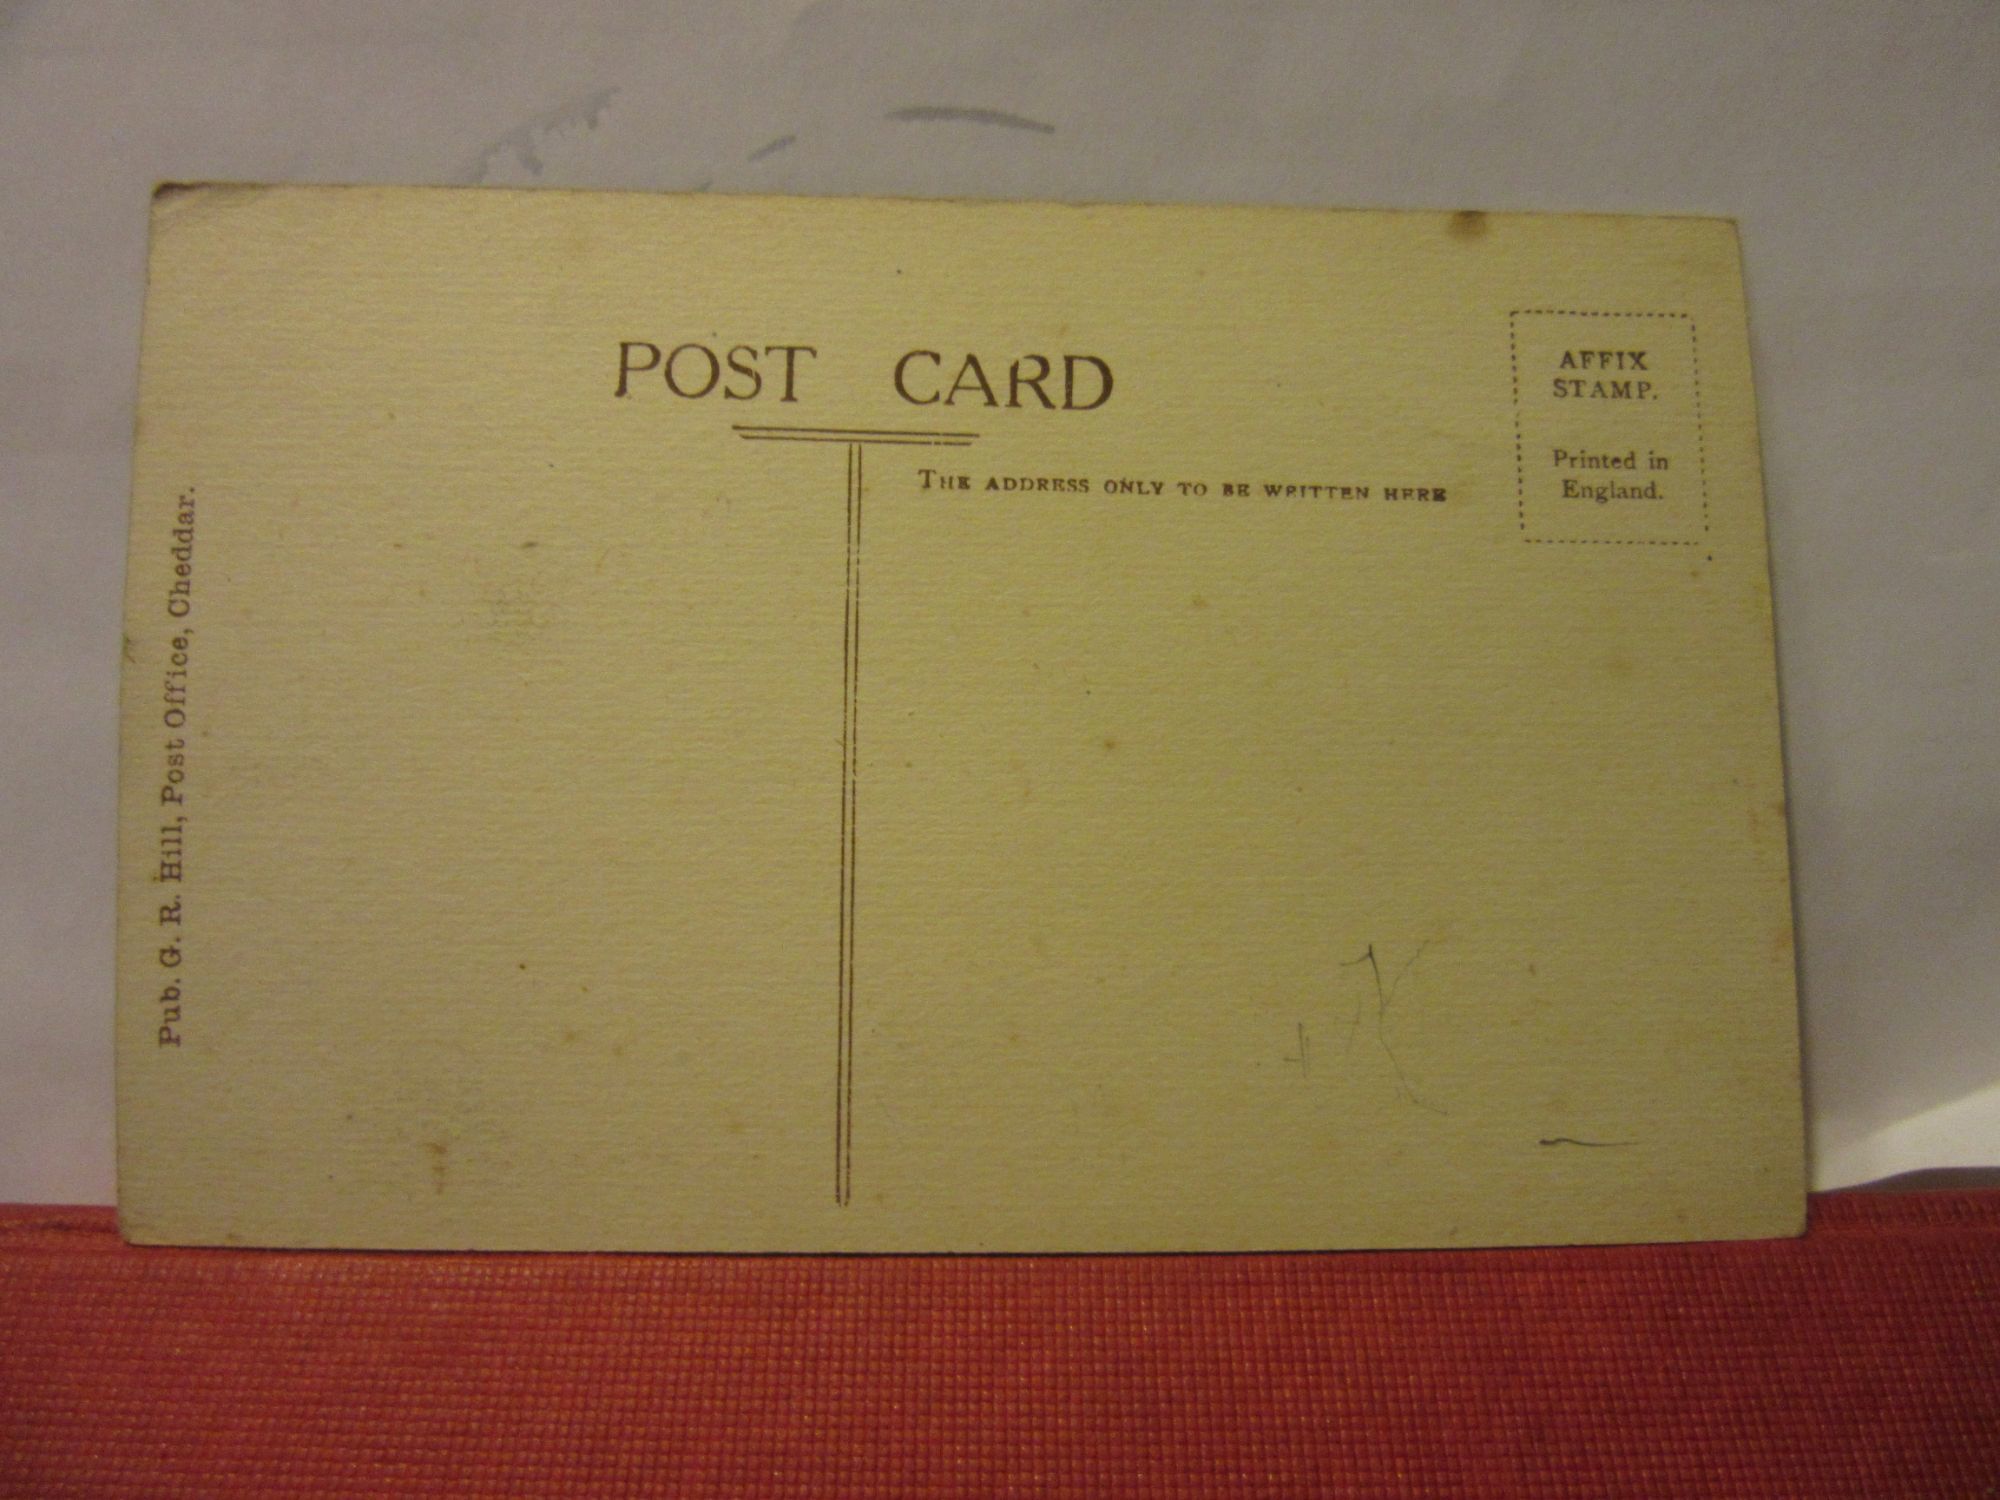 POST CARD
THE ADDRESS ONLY TO BE WRITTEN HERE
AFFIX
STAMP.
Printed in
England.
Pub. G. R. Hill, Post Office, Cheddar.